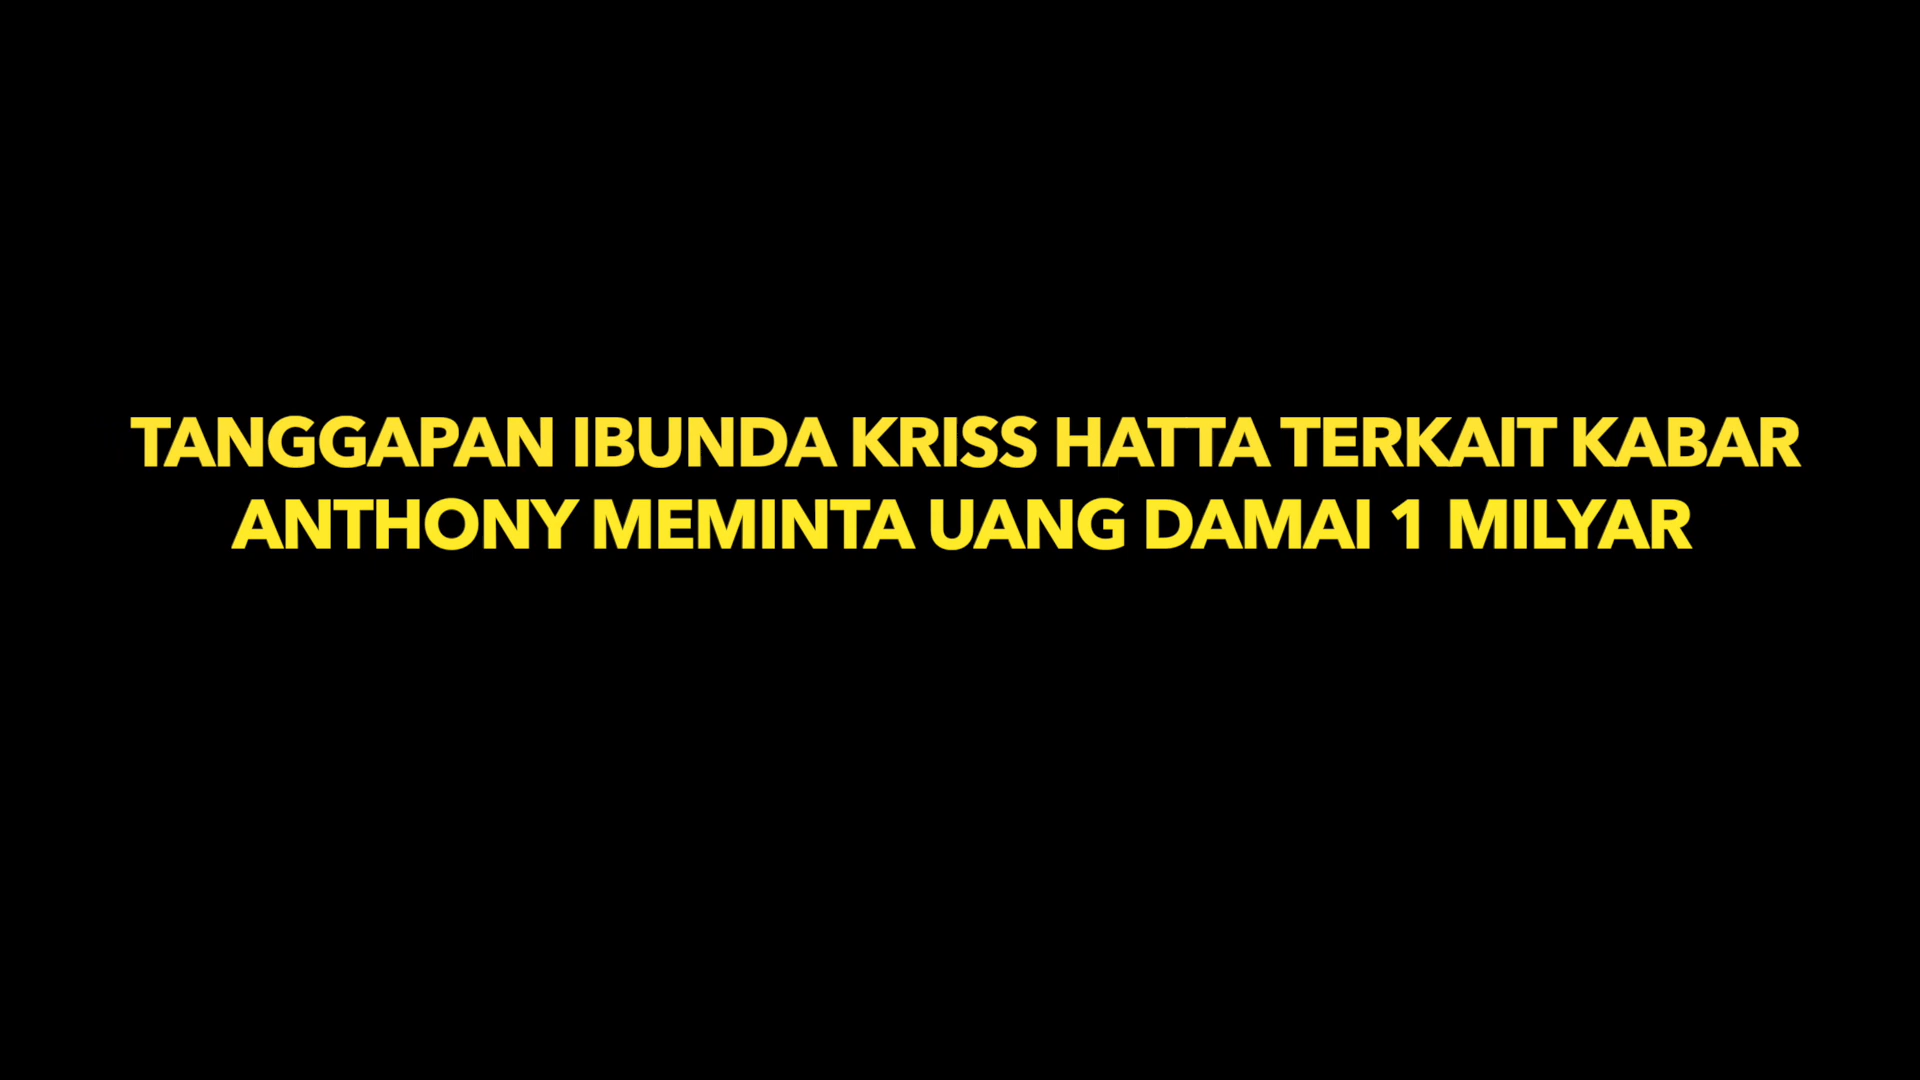 TANGGAPAN IBUNDA KRISS HATTA TERKAIT KABAR
ANTHONY MEMINTA UANG DAMAI 1 MILYAR